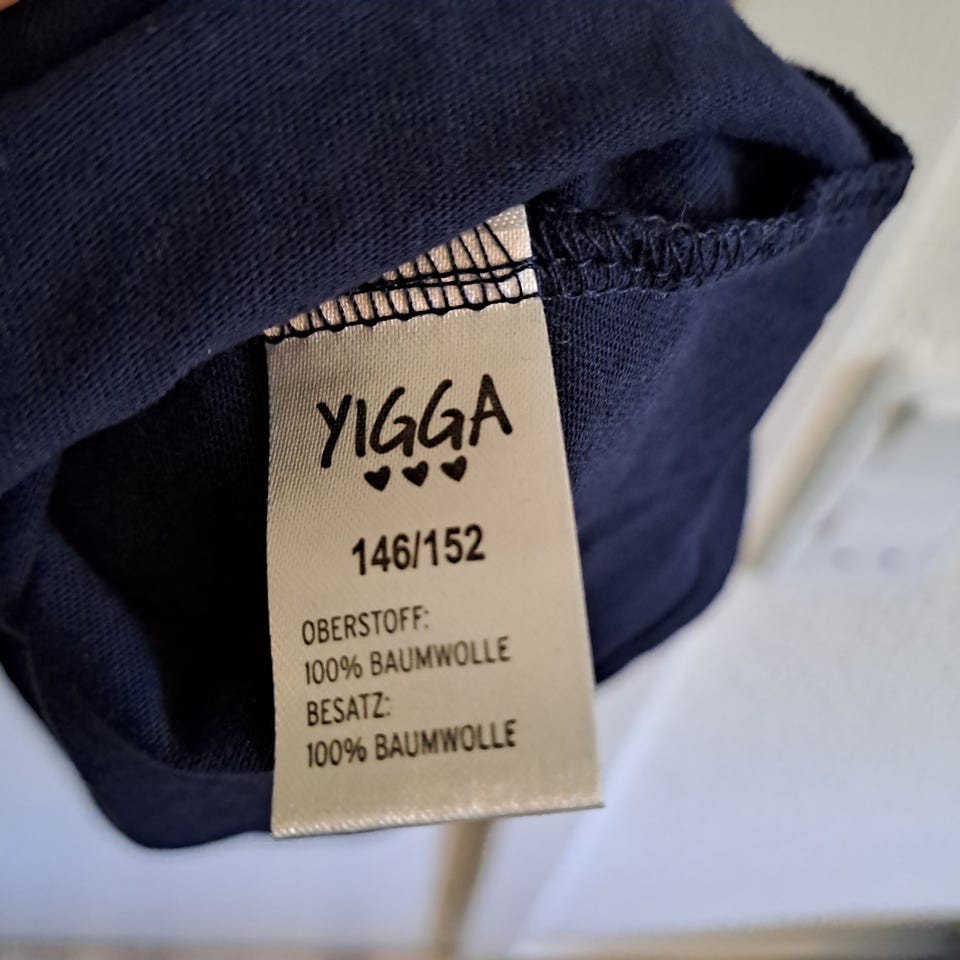 YIGGA
146/152
OBERSTOFF:
100% BAUMWOLLE
BESATZ:
100% BAUMWOLLE